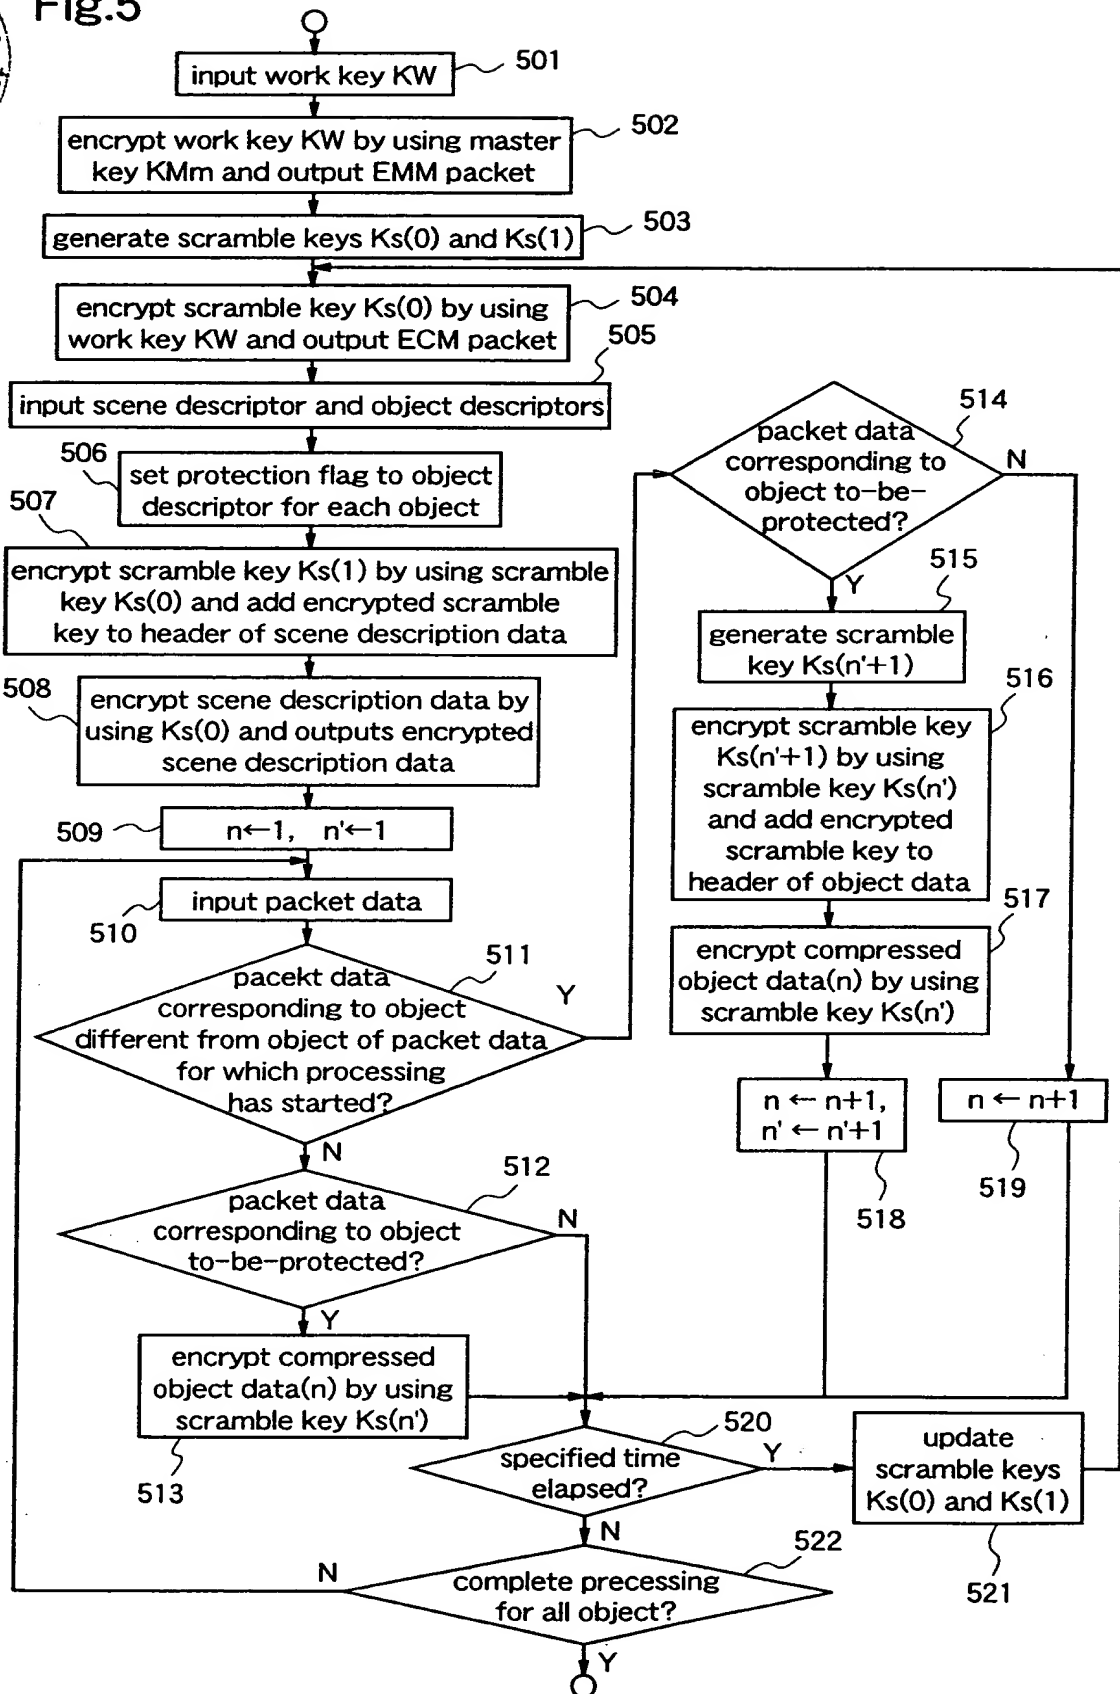 Fig.5
input work key KW
501
encrypt work key KW by using master
key KMm and output EMM packet
502
generate scramble keys Ks(0) and Ks(1)
503
encrypt scramble key Ks(0) by using
work key KW and output ECM packet
504
505
input scene descriptor and object descriptors
506
set protection flag to object
descriptor for each object
507
encrypt scramble key Ks(1) by using scramble
key Ks(0) and add encrypted scramble
key to header of scene description data
508
encrypt scene description data by
using Ks(0) and outputs encrypted
scene description data
509
n←1, n'←1
input packet data
510
pacekt data
corresponding to object
different from object of packet data
for which processing
has started?
511
Y
N
packet data
corresponding to object
to-be-protected?
512
N
Y
encrypt compressed
object data(n) by using
scramble key Ks(n')
513
packet data
corresponding to
object to-be-
protected?
514
N
Y
515
generate scramble
key Ks(n'+1)
516
encrypt scramble key
Ks(n'+1) by using
scramble key Ks(n')
and add encrypted
scramble key to
header of object data
517
encrypt compressed
object data(n) by using
scramble key Ks(n')
n ← n+1,
n' ← n'+1
518
n ← n+1
519
specified time
elapsed?
520
Y
N
update
scramble keys
Ks(0) and Ks(1)
521
complete precessing
for all object?
522
N
Y